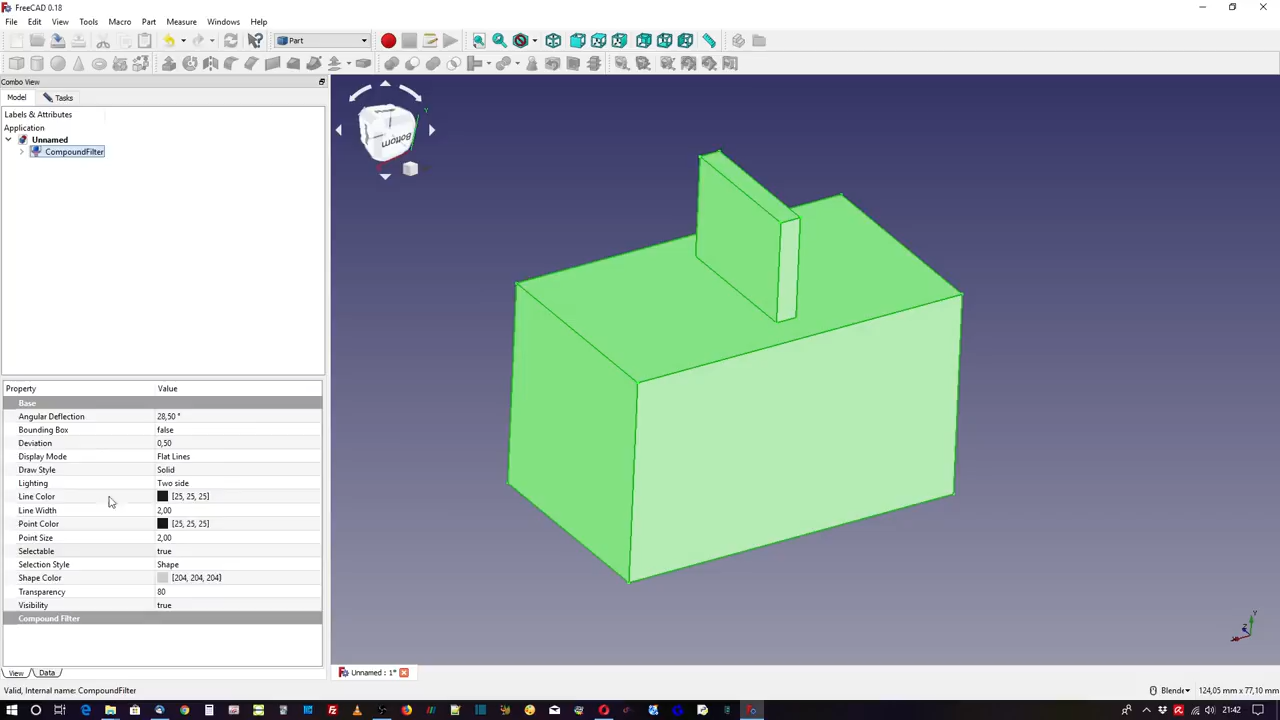 FreeCAD 0.18
File Edit View Tools Macro Part Measure Windows Help
Part
Combo View
Model Tasks
Labels & Attributes
Application
Unnamed
CompoundFilter
Property Value
Base
Angular Deflection 28,50 °
Bounding Box false
Deviation 0,50
Display Mode Flat Lines
Draw Style Solid
Lighting Two side
Line Color [25, 25, 25]
Line Width 2,00
Point Color [25, 25, 25]
Point Size 2,00
Selectable true
Selection Style Shape
Shape Color [204, 204, 204]
Transparency 80
Visibility true
Compound Filter
View Data
Bottom
Y
Unnamed : 1*
Valid, Internal name: CompoundFilter
Blender 124,05 mm x 77,10 mm
21:42